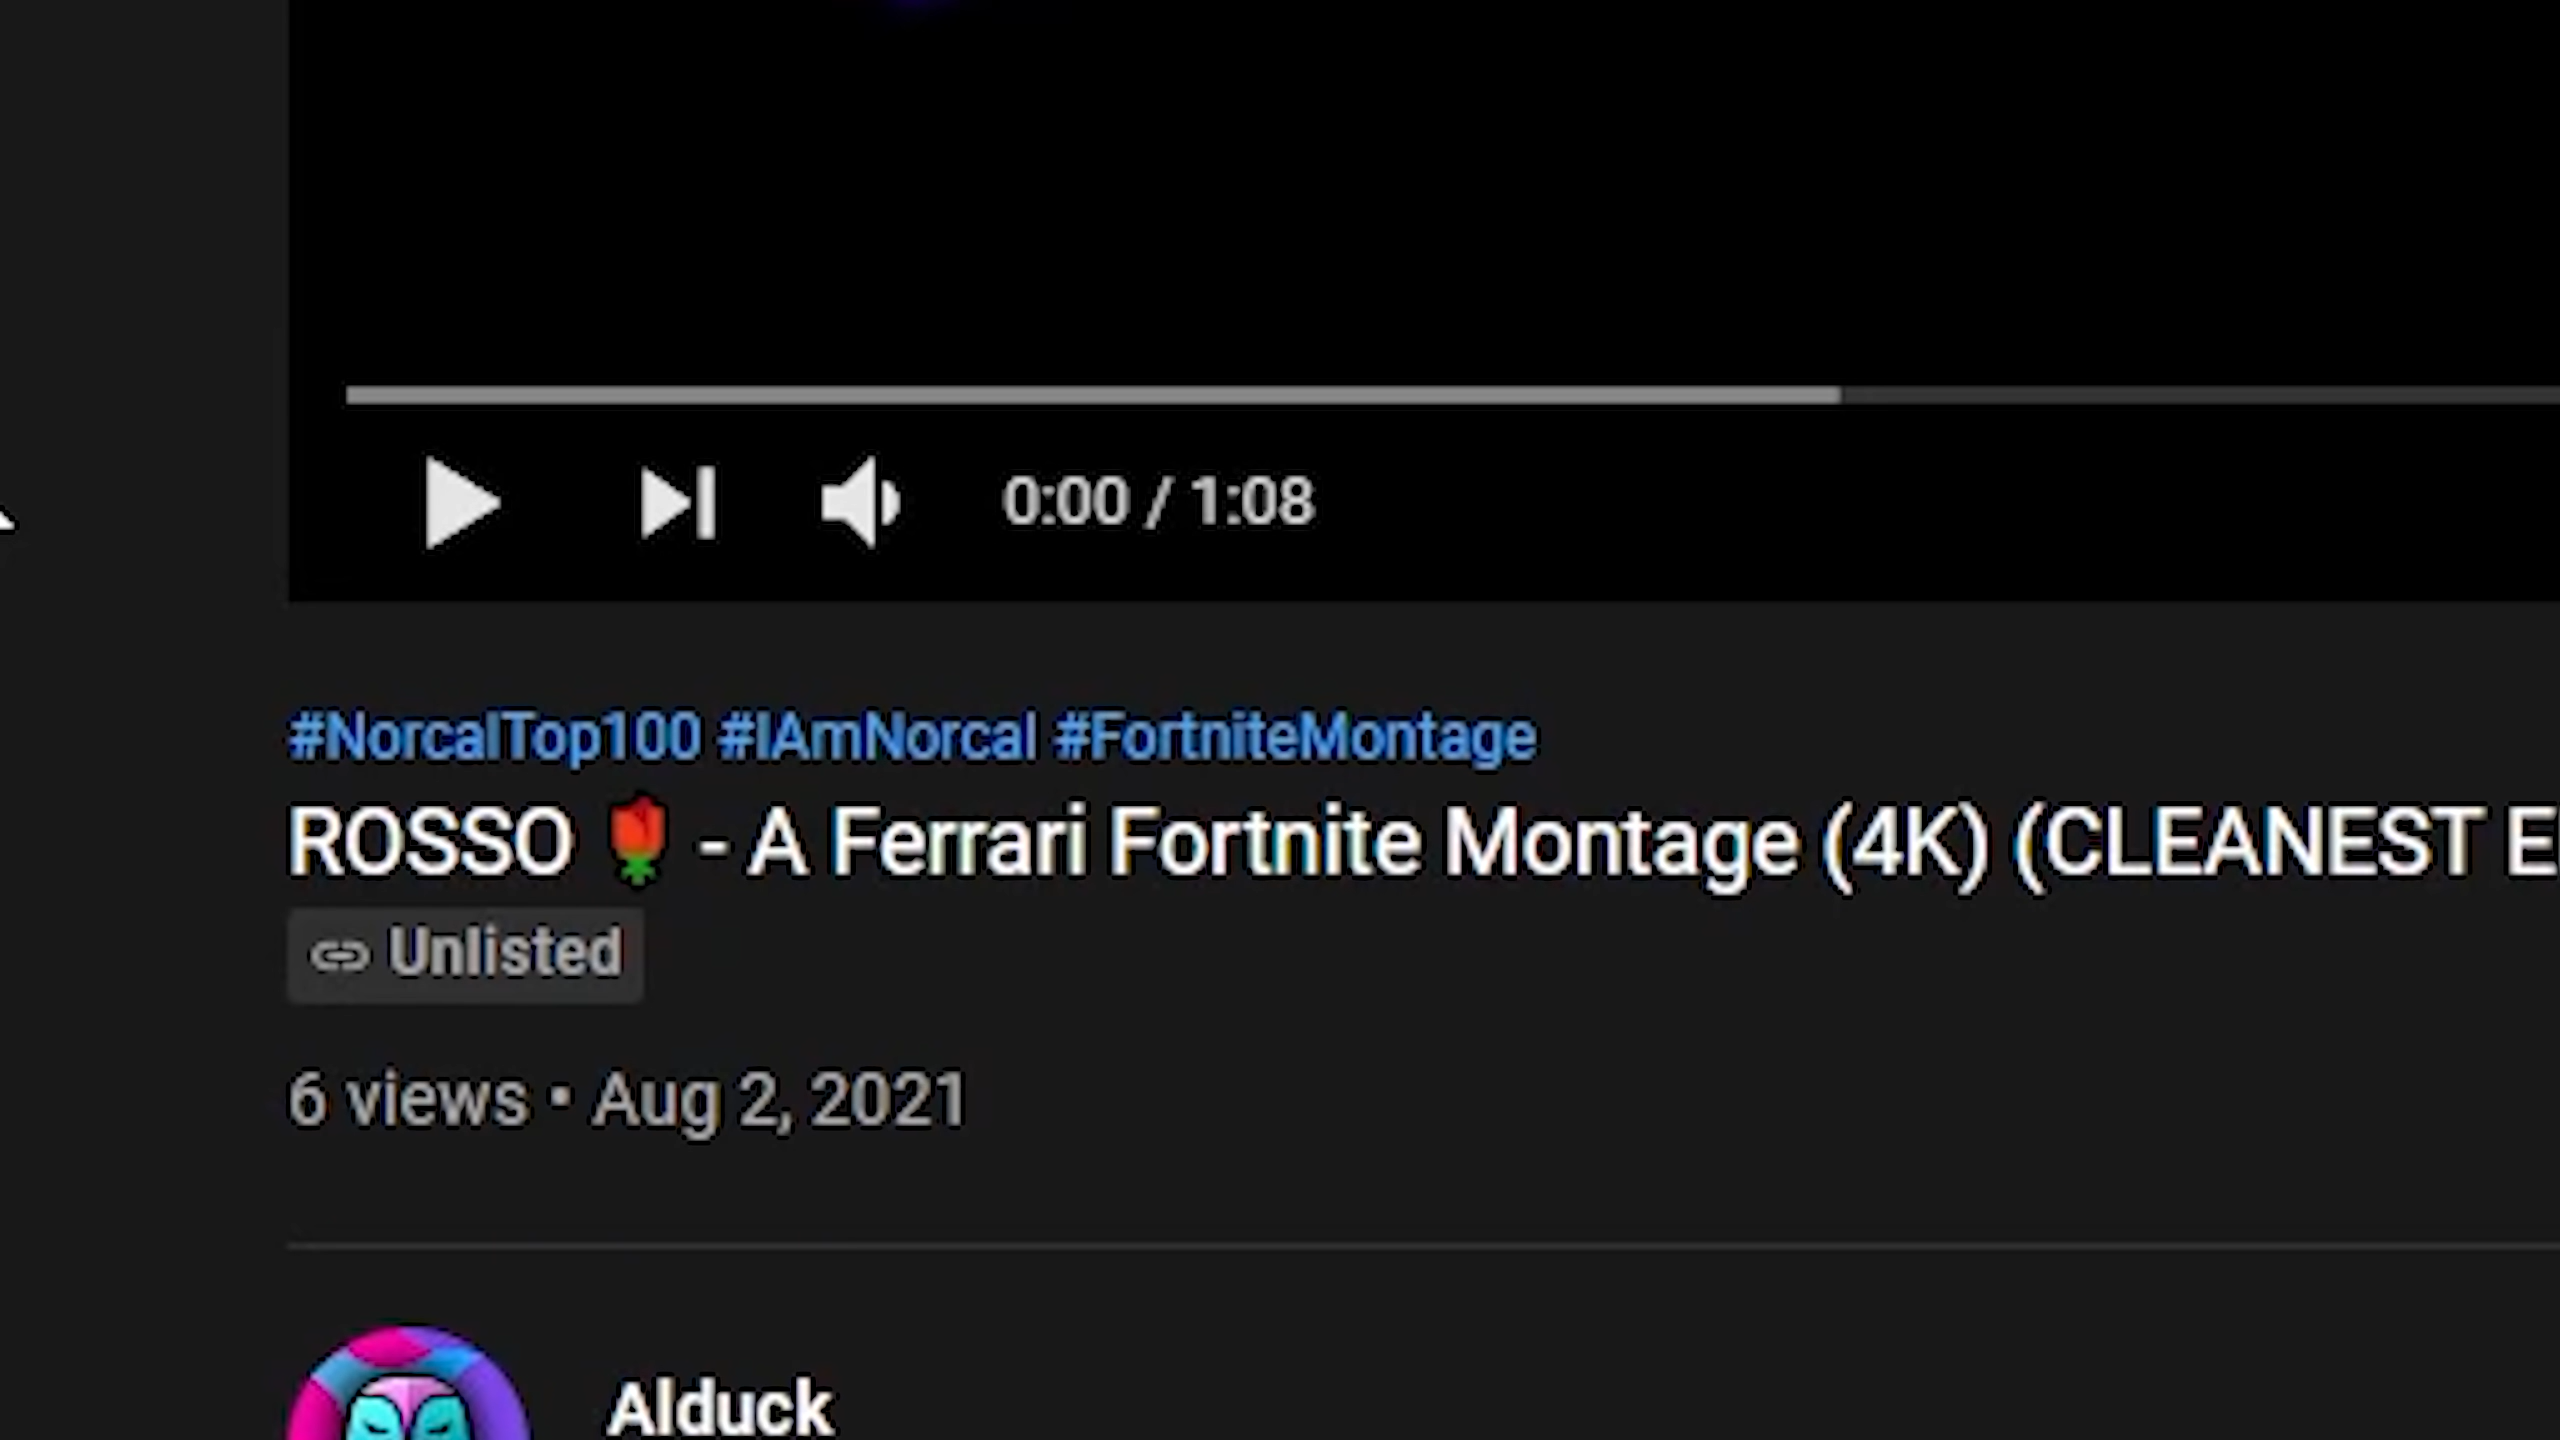 0:00 / 1:08
#NorcalTop100 #IAmNorcal #FortniteMontage
ROSSO 🌹 - A Ferrari Fortnite Montage (4K) (CLEANEST
Unlisted
6 views • Aug 2, 2021
Alduck